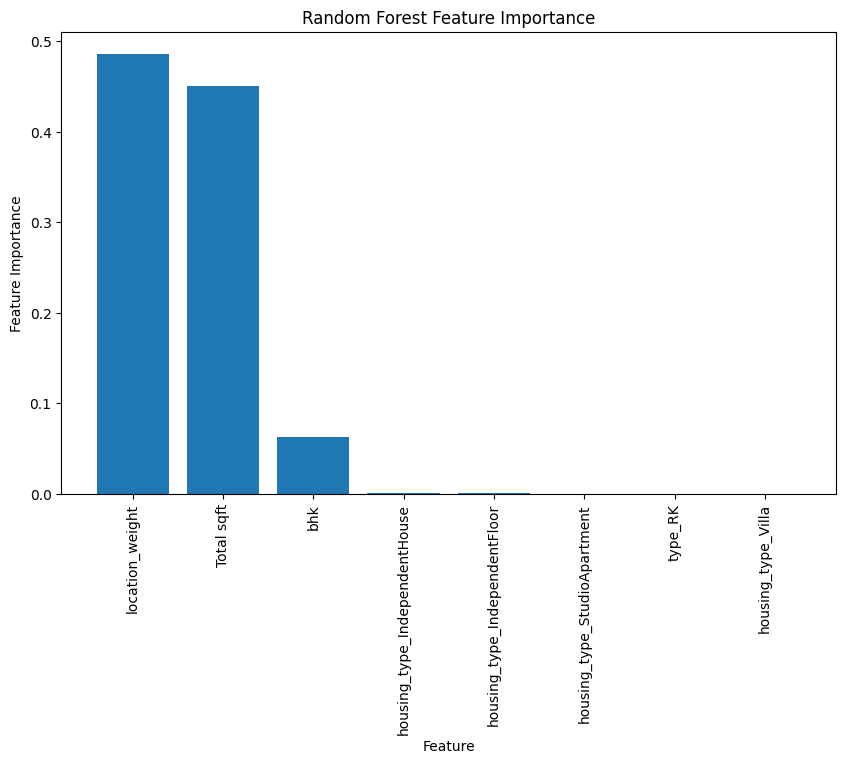 Random Forest Feature Importance
Feature Importance
0.5
0.4
0.3
0.2
0.1
0.0
location_weight
Total sqft
bhk
housing_type_IndependentHouse
housing_type_IndependentFloor
housing_type_StudioApartment
type_RK
housing_type_Villa
Feature